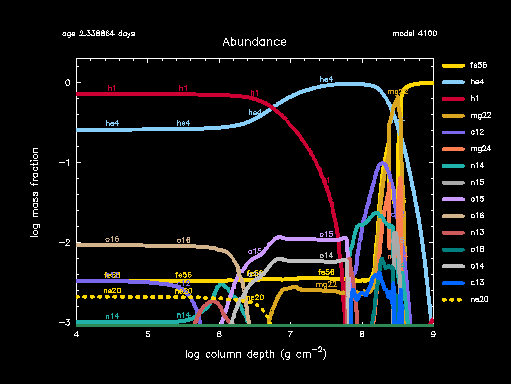 age 2.338864 days
model 4100
Abundance
fe56
he4
h1
mg22
c12
mg24
n14
n15
o15
o16
n13
o18
o14
c13
ne20
0
−1
−2
−3
log mass fraction
he4
mg22
h1 h1 h1
he4 he4 he4
h1
o16 o16 o15 o15
o14
fe56 fe56 fe56 fe56
mg22
ne20 ne20 ne20
n14 n14
4 5 6 7 8 9
log column depth (g cm−2)